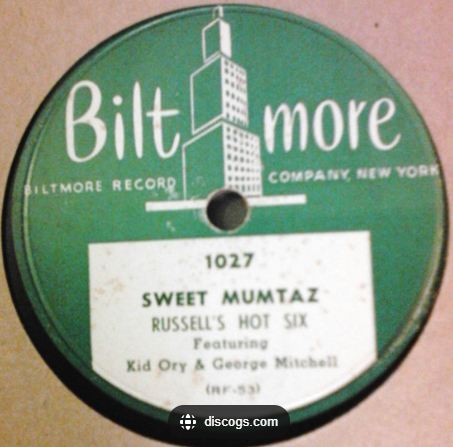 Bilt more
BILTMORE RECORD COMPANY, NEW YORK
1027
SWEET MUMTAZ
RUSSELL'S HOT SIX
Featuring
Kid Ory & George Mitchell
(RF-53)
discogs.com